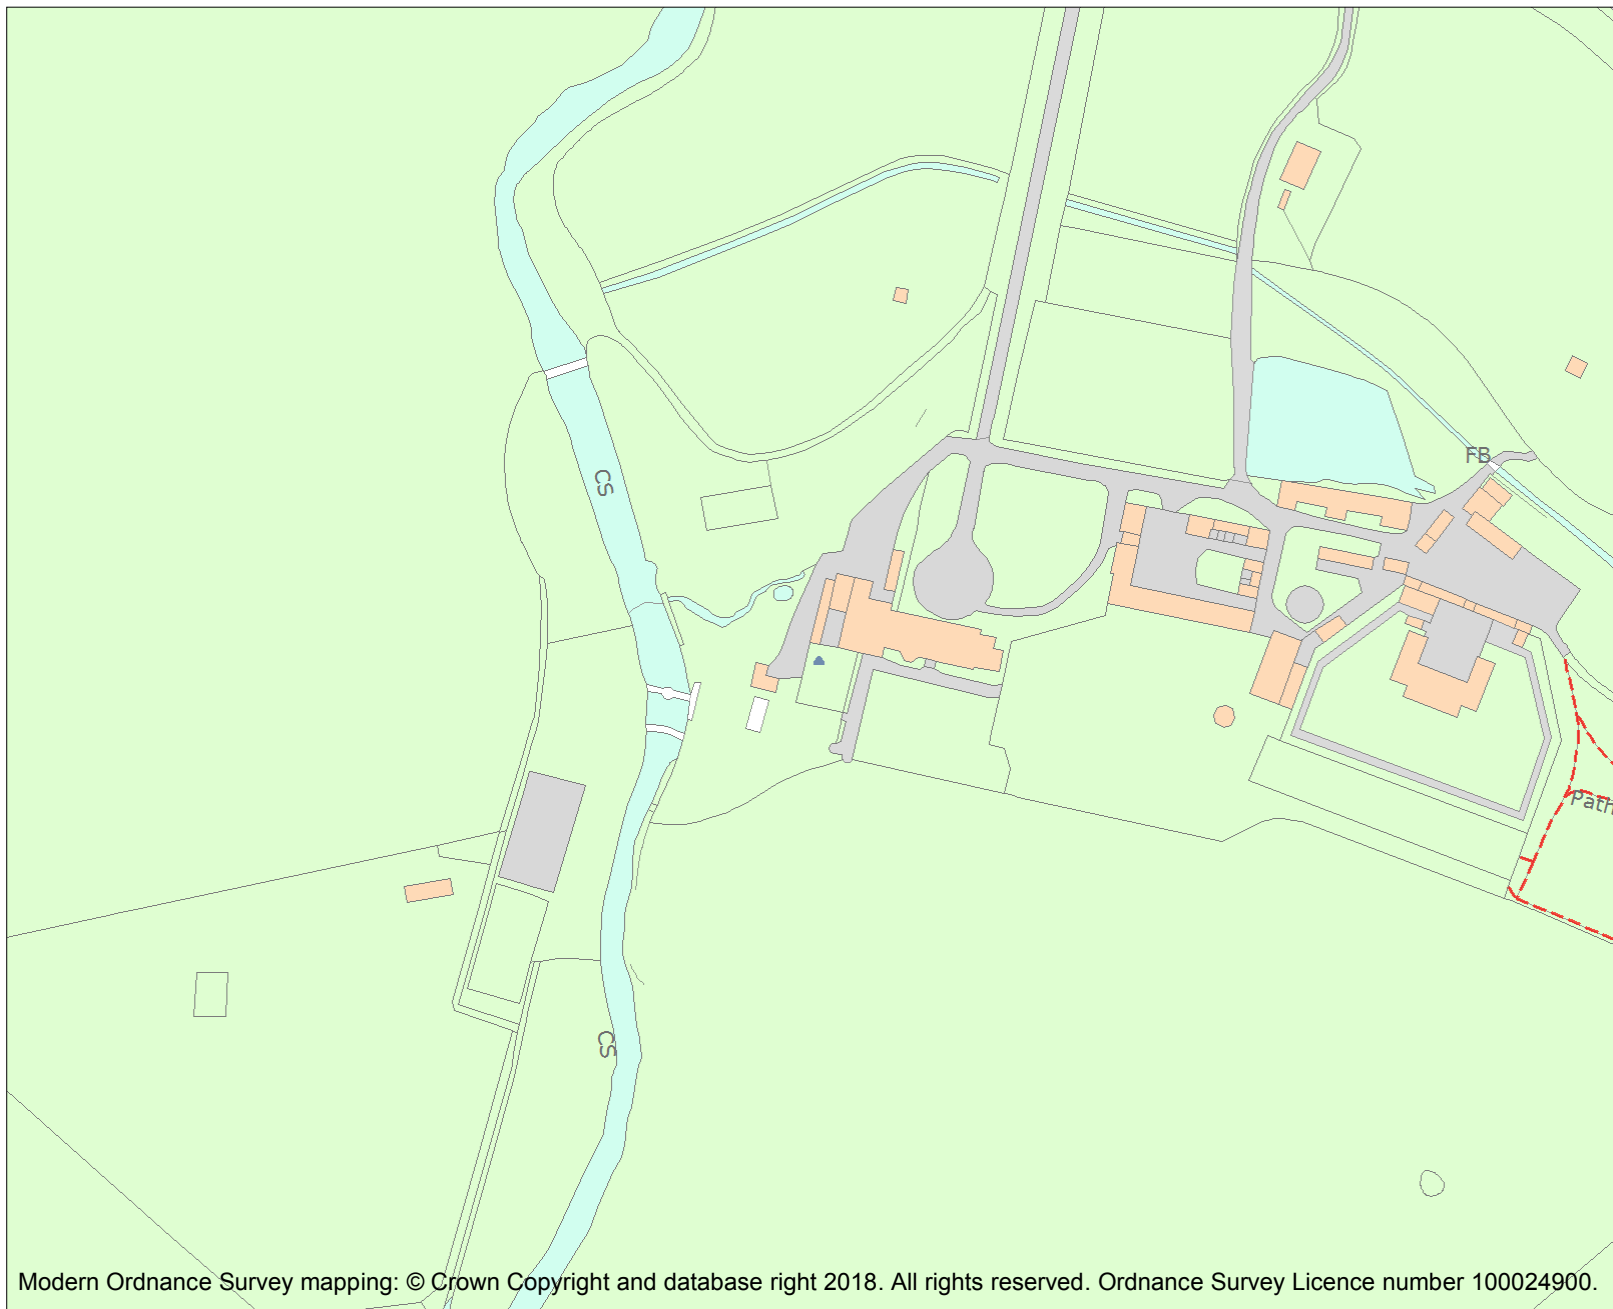 CS
FB
Path
CS
Modern Ordnance Survey mapping: © Crown Copyright and database right 2018. All rights reserved. Ordnance Survey Licence number 100024900.